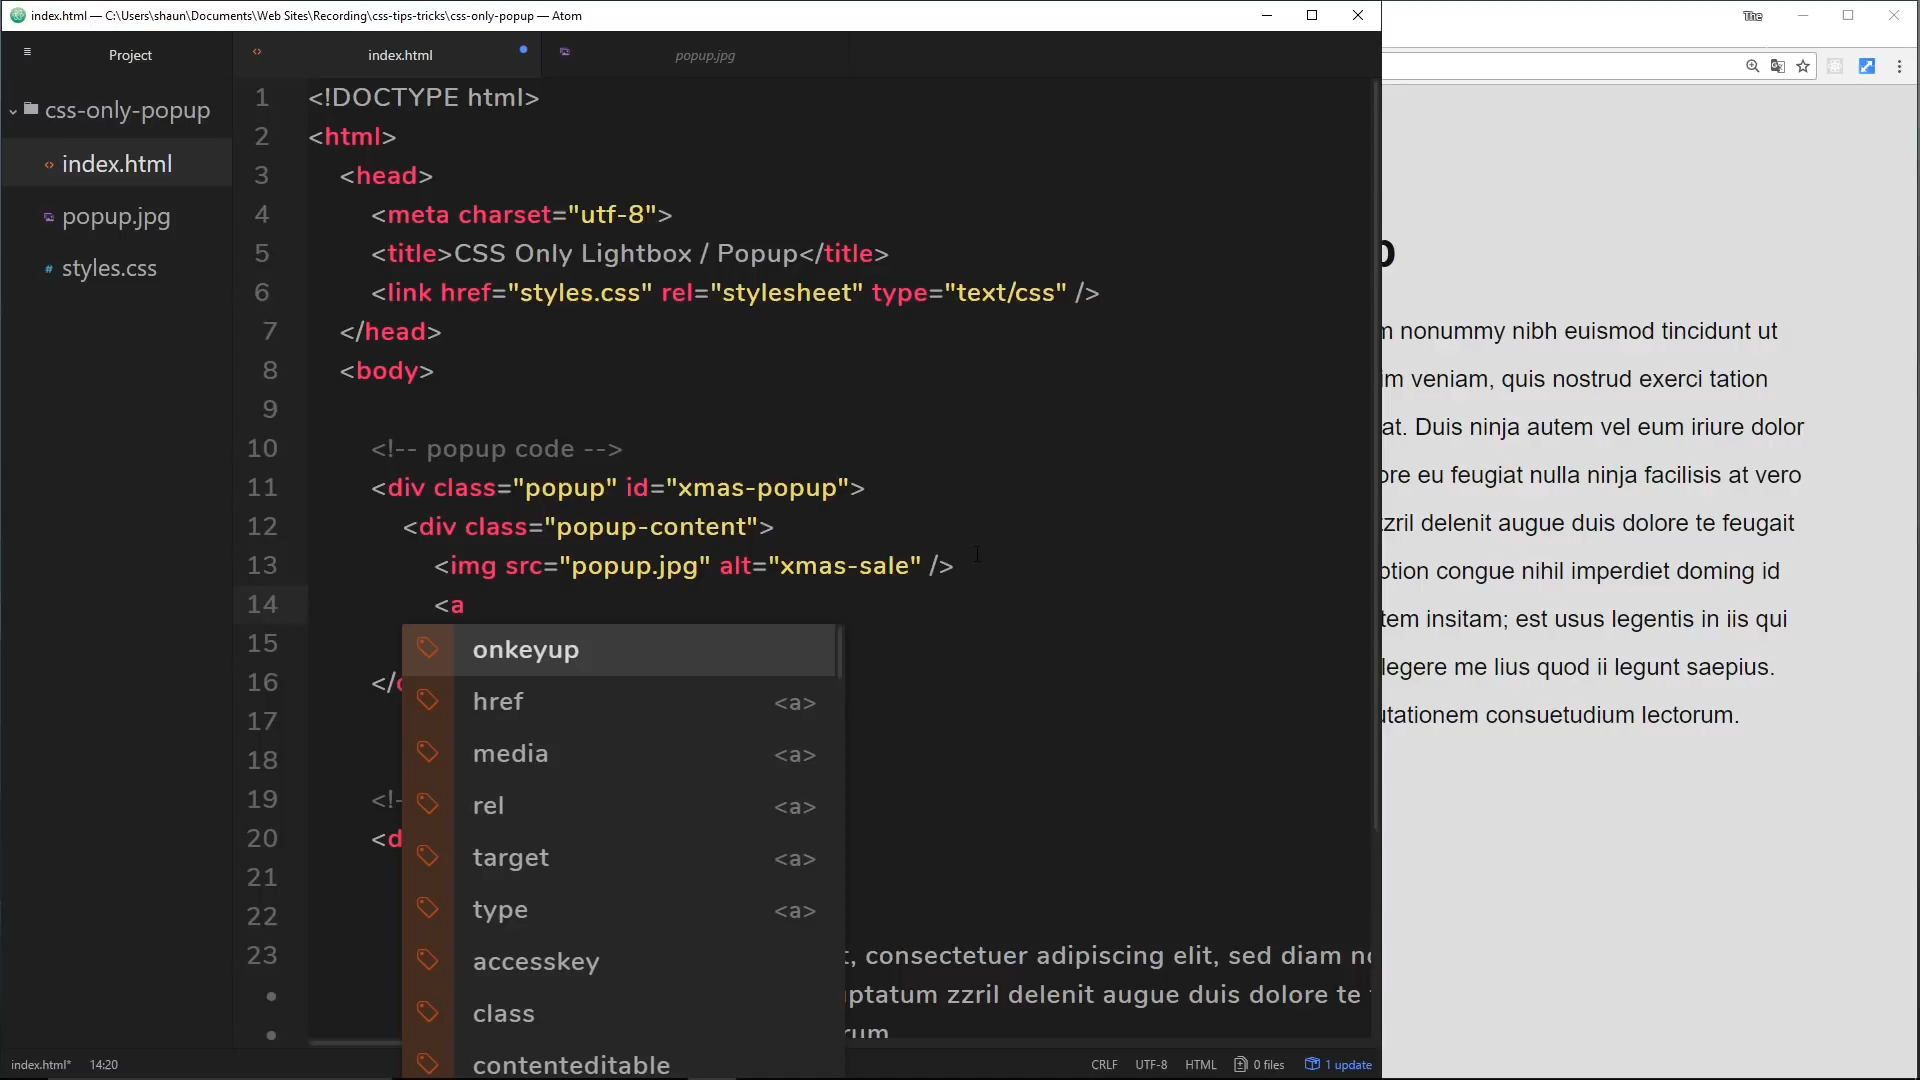 index.html — C:\Users\shaun\Documents\Web Sites\Recording\css-tips-tricks\css-only-popup — Atom
The
Project
index.html
popup.jpg
css-only-popup
index.html
popup.jpg
styles.css
1 <!DOCTYPE html>
2 <html>
3 <head>
4 <meta charset="utf-8">
5 <title>CSS Only Lightbox / Popup</title>
6 <link href="styles.css" rel="stylesheet" type="text/css" />
7 </head>
8 <body>
9
10 <!-- popup code -->
11 <div class="popup" id="xmas-popup">
12 <div class="popup-content">
13 <img src="popup.jpg" alt="xmas-sale" />
14 <a
15
16 </
17
18
19 <!-
20 <d
21
22
23
onkeyup
href <a>
media <a>
rel <a>
target <a>
type <a>
accesskey
class
contenteditable
t, consectetuer adipiscing elit, sed diam
zzril delenit augue duis dolore te
p
nonummy nibh euismod tincidunt ut
veniam, quis nostrud exerci tation
at. Duis ninja autem vel eum iriure dolor
eu feugiat nulla ninja facilisis at vero
zzril delenit augue duis dolore te feugait
congue nihil imperdiet doming id
insitam; est usus legentis in iis qui
legere me lius quod ii legunt saepius.
consuetudium lectorum.
index.html* 14:20
CRLF UTF-8 HTML 0 files 1 update